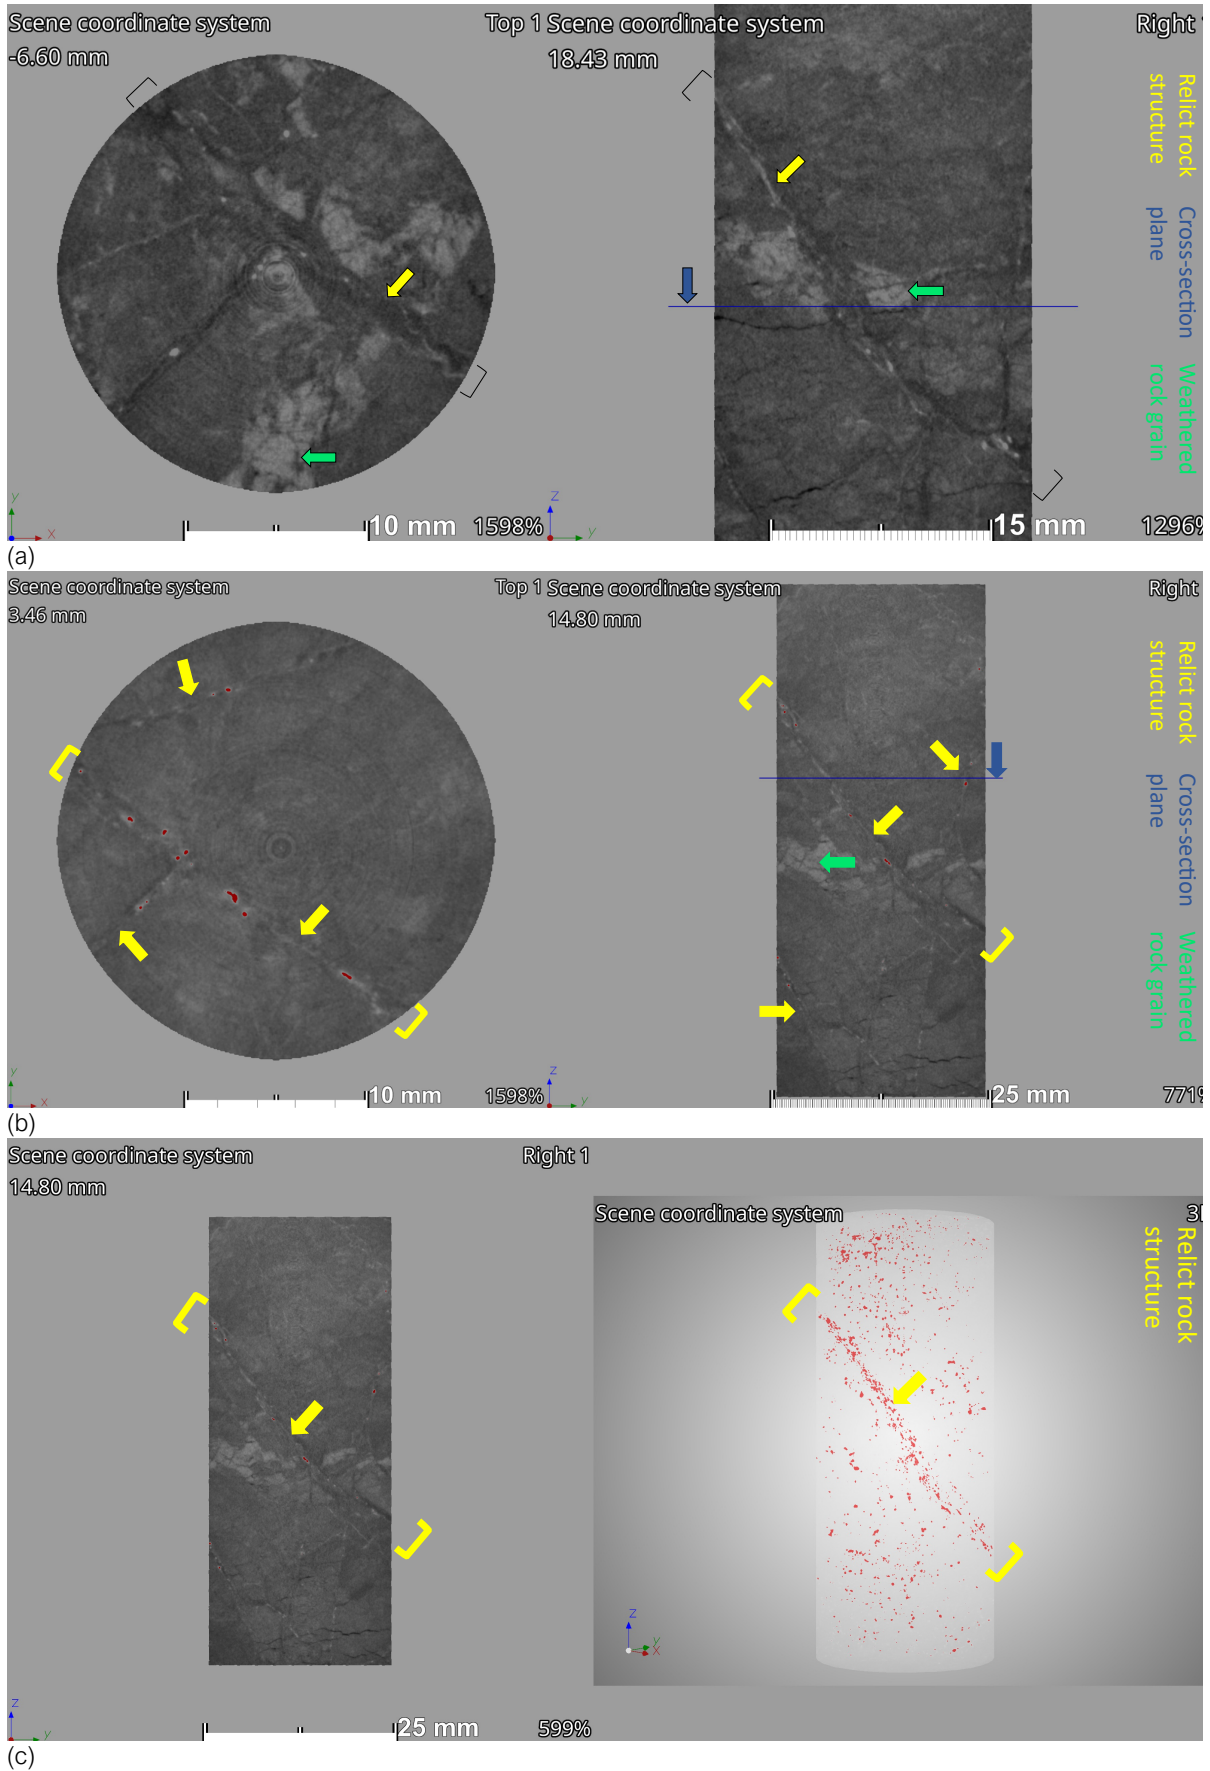 Scene coordinate system
-6.60 mm
Top 1
Scene coordinate system
18.43 mm
Right
Relict rock
structure
Cross-section
plane
Weathered
rock grain
y
x
10 mm
1598%
z
y
15 mm
1296%
(a)
Scene coordinate system
3.46 mm
Top 1
Scene coordinate system
14.80 mm
Right
Relict rock
structure
Cross-section
plane
Weathered
rock grain
y
x
10 mm
1598%
z
y
25 mm
771%
(b)
Scene coordinate system
14.80 mm
Right 1
Scene coordinate system
Relict rock
structure
z
y
x
z
y
25 mm
599%
(c)